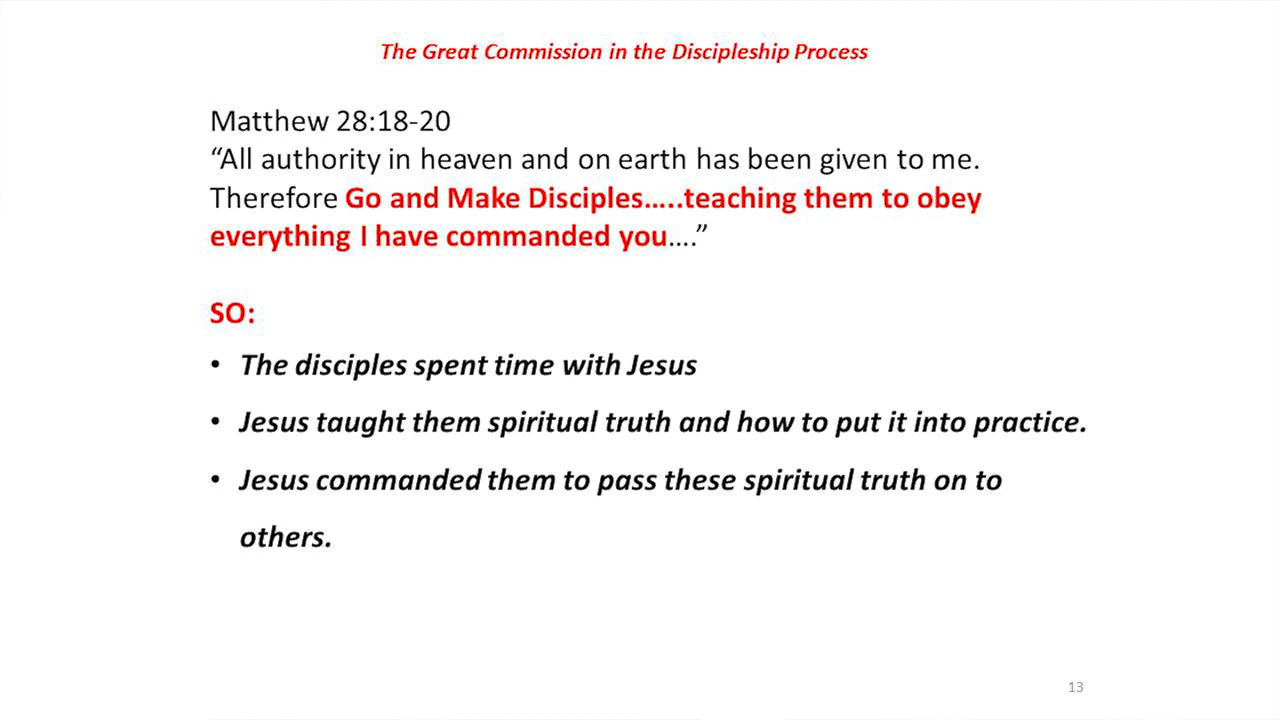 The Great Commission in the Discipleship Process
Matthew 28:18-20
“All authority in heaven and on earth has been given to me.
Therefore Go and Make Disciples…..teaching them to obey
everything I have commanded you….”
SO:
• The disciples spent time with Jesus
• Jesus taught them spiritual truth and how to put it into practice.
• Jesus commanded them to pass these spiritual truth on to
others.
13